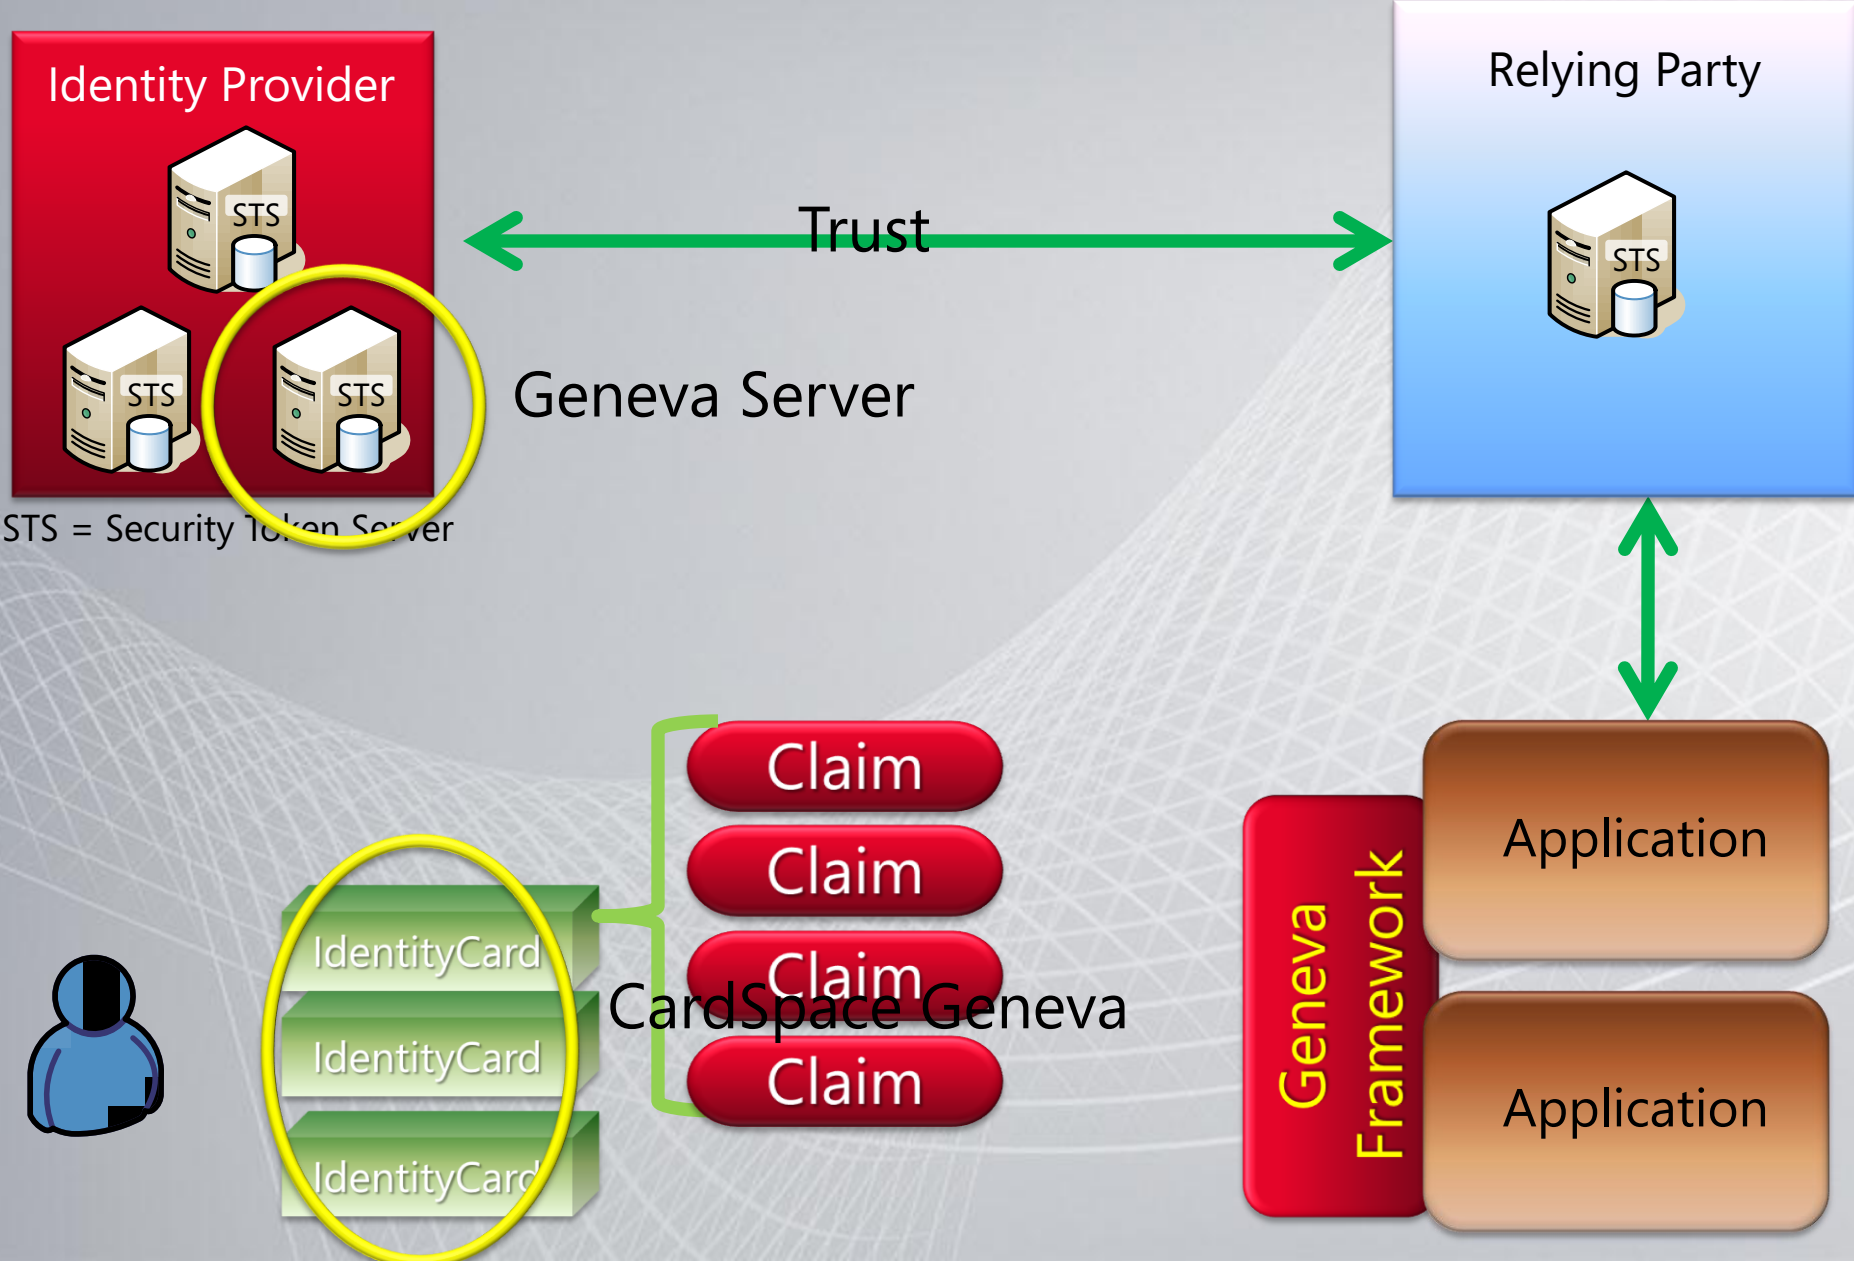 Identity Provider
STS
STS
STS
STS = Security Token Server
Trust
Geneva Server
Relying Party
STS
Claim
Claim
Claim
Claim
IdentityCard
IdentityCard
IdentityCard
CardSpace Geneva
Geneva
Framework
Application
Application